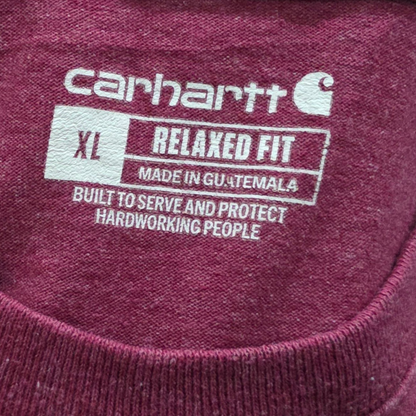 carhartt
XL
RELAXED FIT
MADE IN GUATEMALA
BUILT TO SERVE AND PROTECT
HARDWORKING PEOPLE